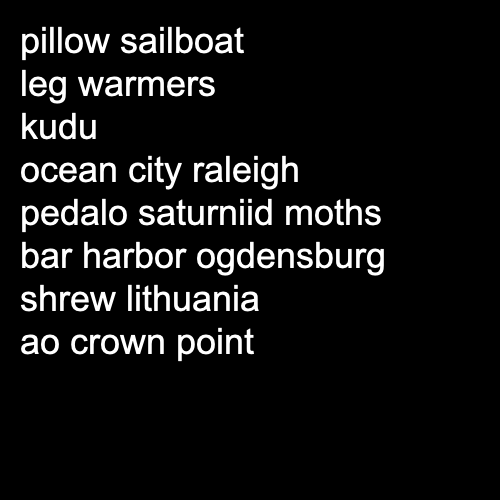 pillow sailboat
leg warmers
kudu
ocean city raleigh
pedalo saturniid moths
bar harbor ogdensburg
shrew lithuania
ao crown point